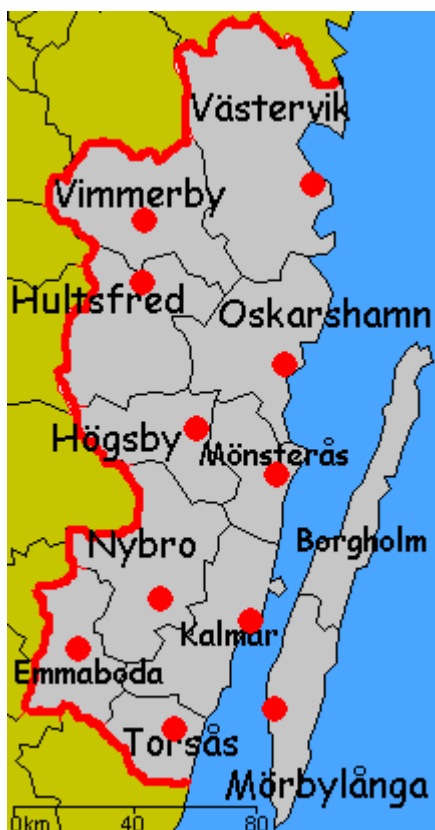 Västervik
Vimmerby
Hultsfred
Oskarshamn
Högsby
Mönsterås
Nybro
Borgholm
Kalmar
Emmaboda
Torsås
Mörbylånga
0km 40 80